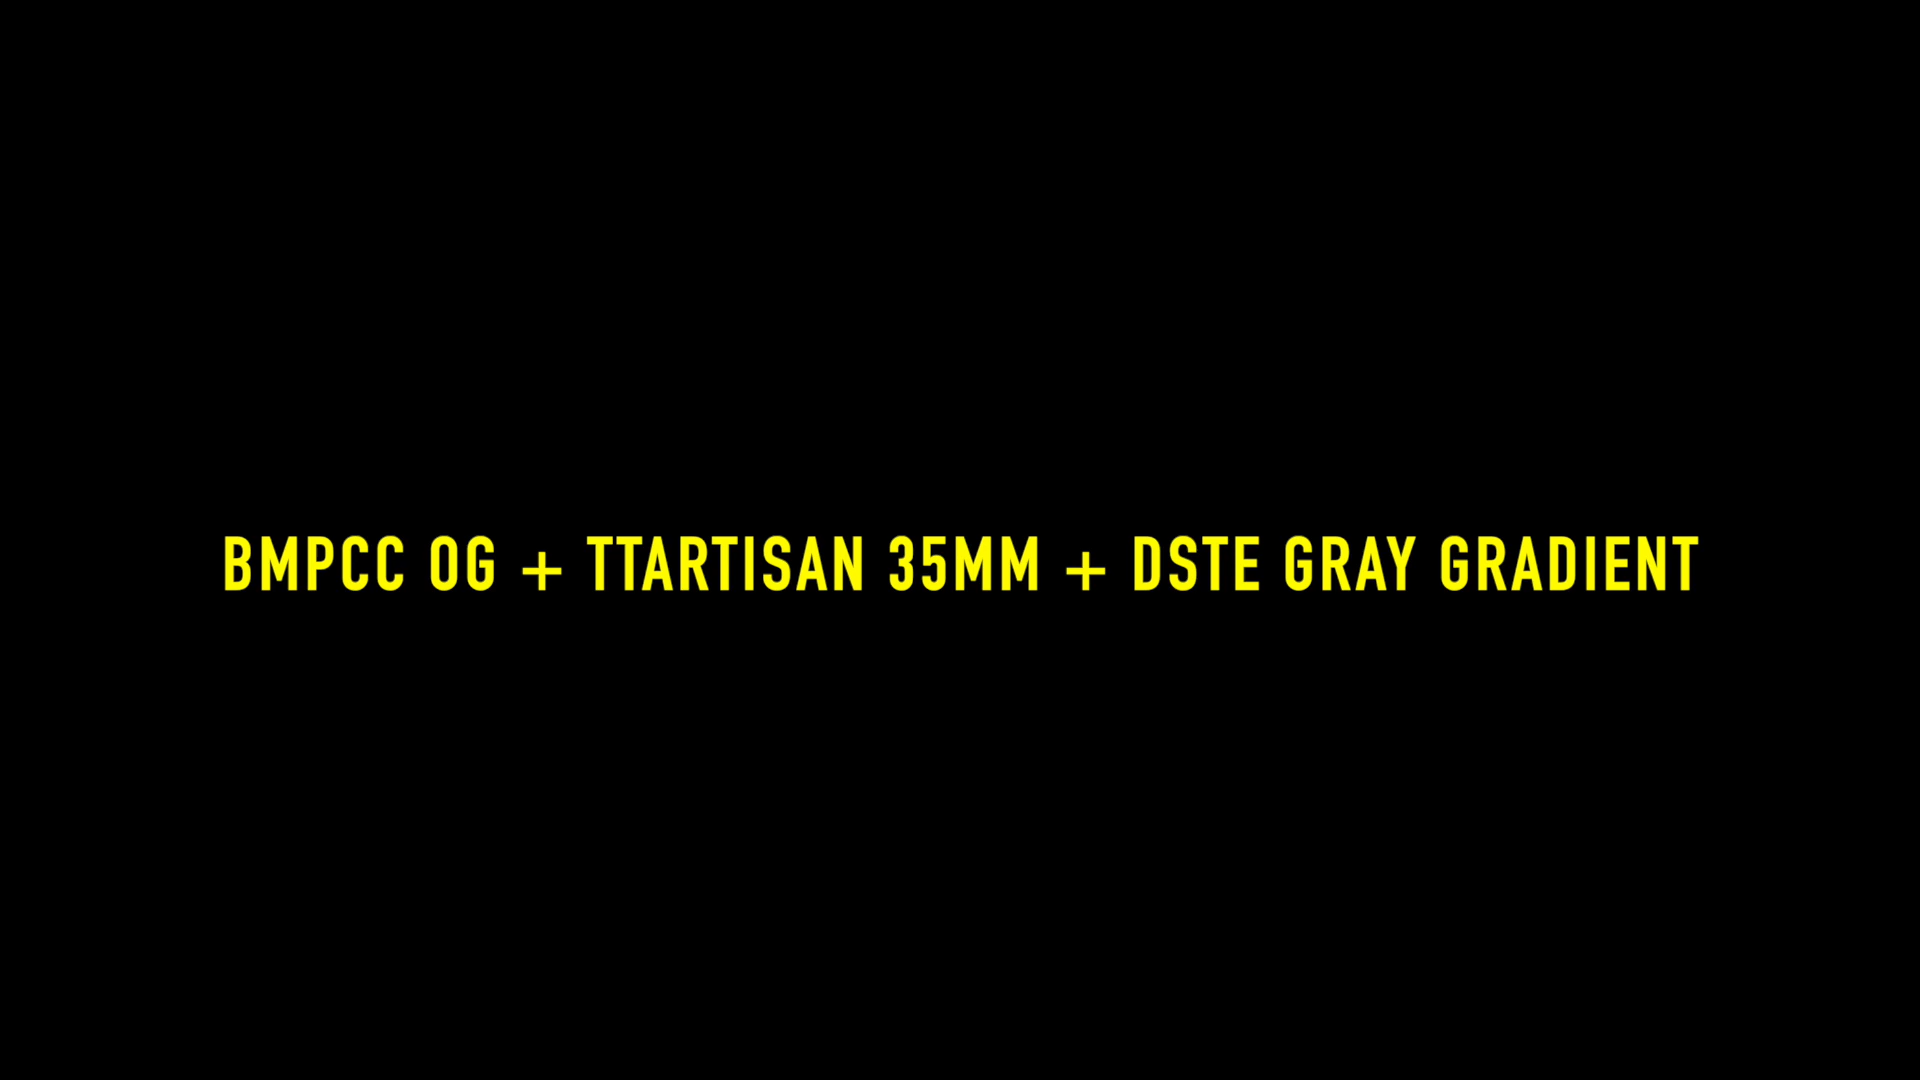 BMPCC OG + TTARTISAN 35MM + DSTE GRAY GRADIENT